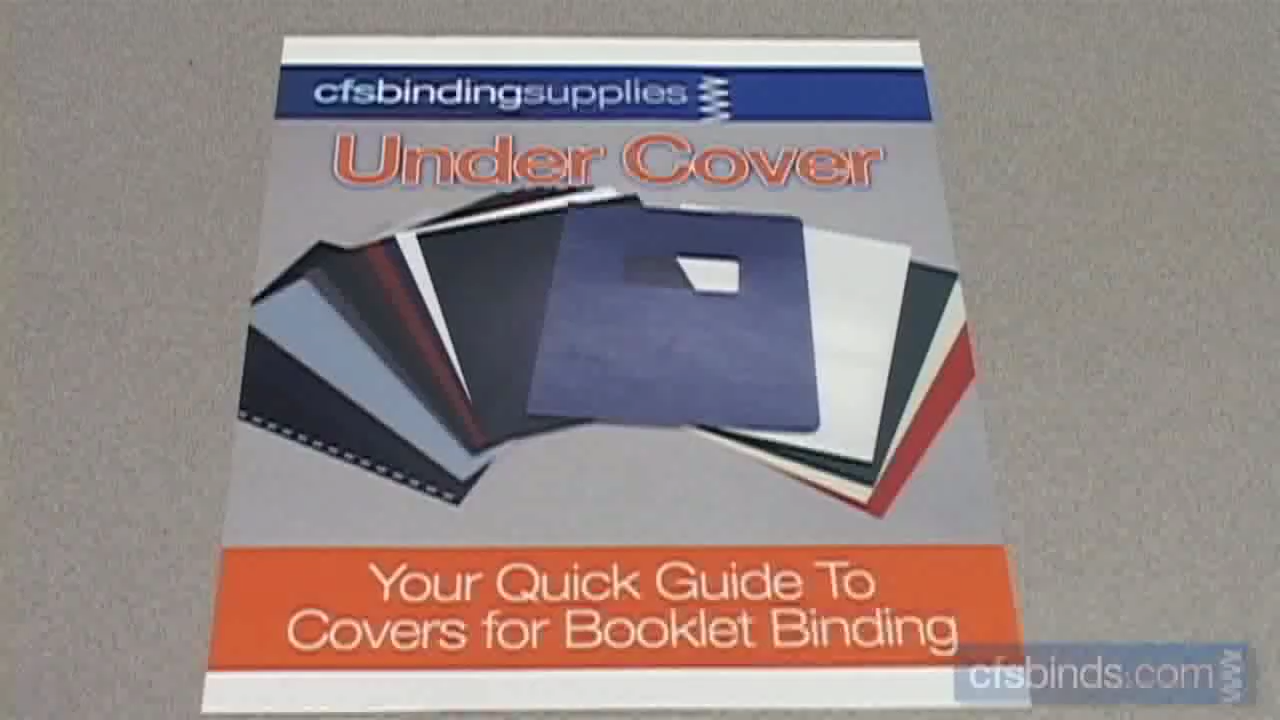 cfsbindingsupplies
Under Cover
Your Quick Guide To
Covers for Booklet Binding
cfsbinds.com